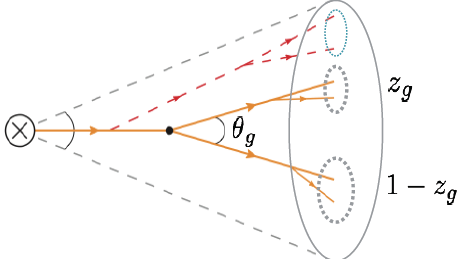 z_g
θ_g
1 − z_g